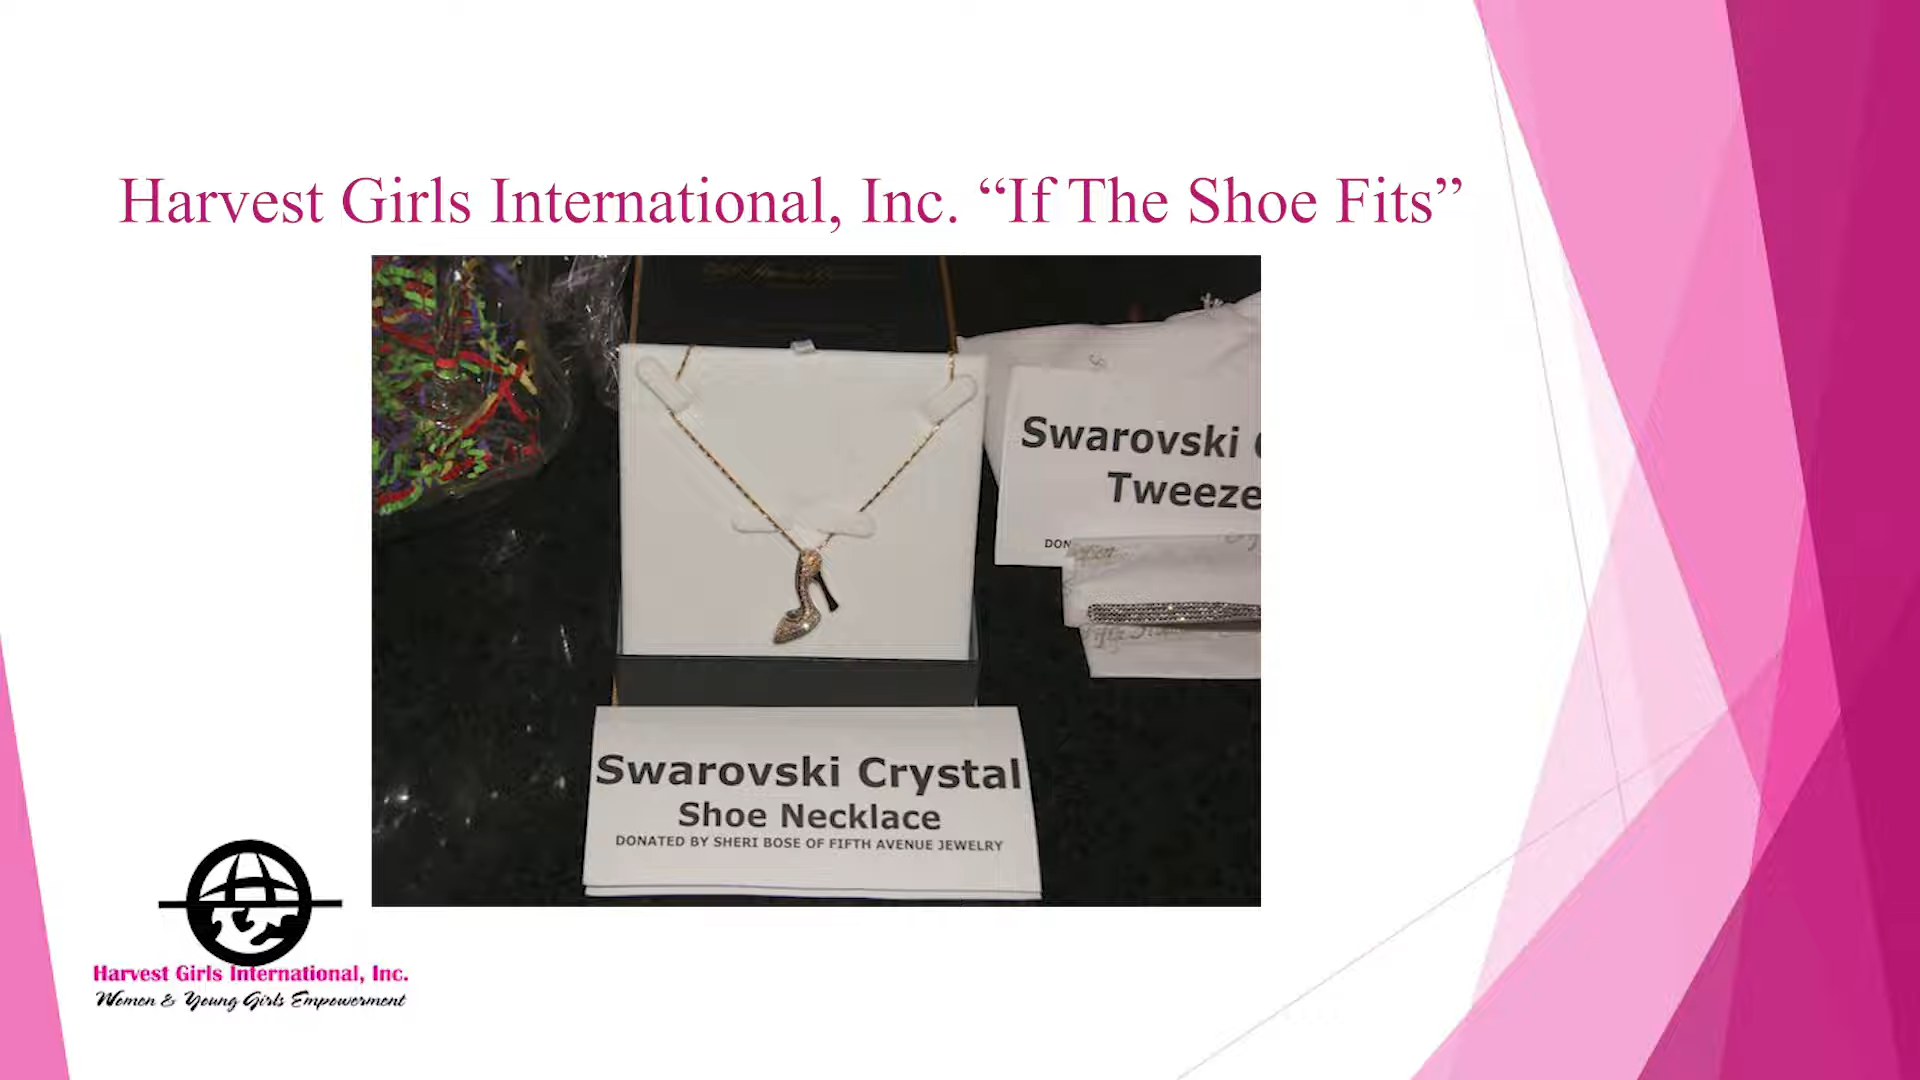 Harvest Girls International, Inc. “If The Shoe Fits”
Swarovski
Tweeze
DON
Swarovski Crystal
Shoe Necklace
DONATED BY SHERI BOSE OF FIFTH AVENUE JEWELRY
Harvest Girls International, Inc.
Women & Young Girls Empowerment